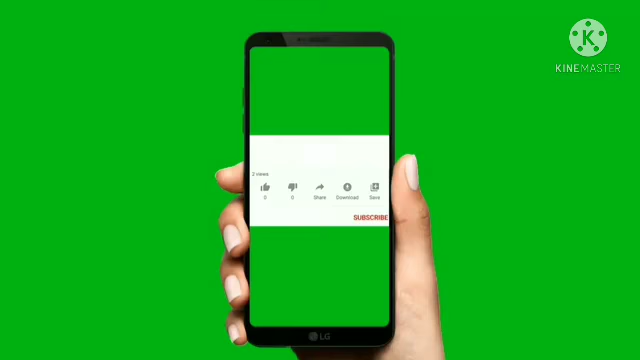 K
KINEMASTER
2 views
0
0
Share
Download
Save
SUBSCRIBE
LG